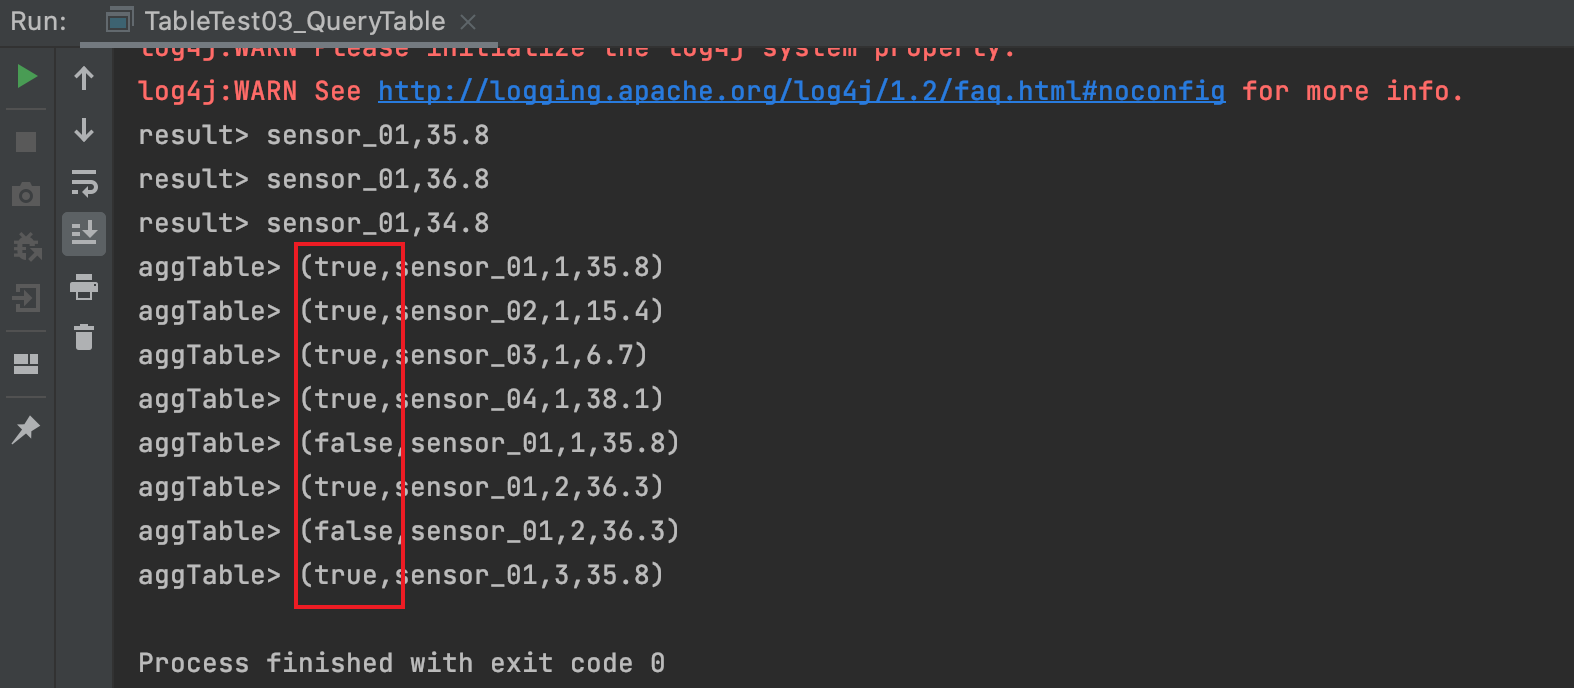 Run: TableTest03_QueryTable
log4j:WARN Please initialize the log4j system properly.
log4j:WARN See http://logging.apache.org/log4j/1.2/faq.html#noconfig for more info.
result> sensor_01,35.8
result> sensor_01,36.8
result> sensor_01,34.8
aggTable> (true,sensor_01,1,35.8)
aggTable> (true,sensor_02,1,15.4)
aggTable> (true,sensor_03,1,6.7)
aggTable> (true,sensor_04,1,38.1)
aggTable> (false,sensor_01,1,35.8)
aggTable> (true,sensor_01,2,36.3)
aggTable> (false,sensor_01,2,36.3)
aggTable> (true,sensor_01,3,35.8)
Process finished with exit code 0